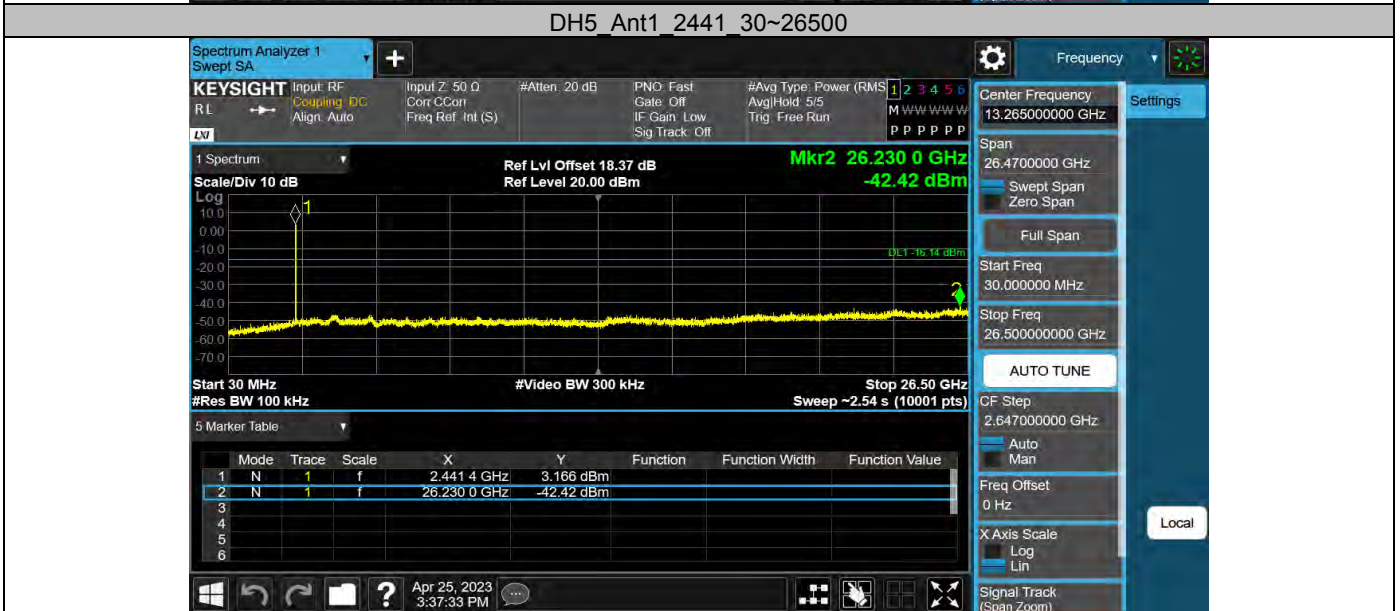 DH5_Ant1_2441_30~26500
Spectrum Analyzer 1
Swept SA
+
Frequency
KEYSIGHT
RL
LXI
Input: RF
Coupling: DC
Align: Auto
Input Z: 50 Ω
Corr CCorr
Freq Ref: Int (S)
#Atten: 20 dB
PNO: Fast
Gate: Off
IF Gain: Low
Sig Track: Off
#Avg Type: Power (RMS
Avg|Hold: 5/5
Trig: Free Run
1 2 3 4 5 6
M W W W W W
P P P P P P
1 Spectrum
Scale/Div 10 dB
Ref Lvl Offset 18.37 dB
Ref Level 20.00 dBm
Mkr2 26.230 0 GHz
-42.42 dBm
Log
10.0
0.00
-10.0
-20.0
-30.0
-40.0
-50.0
-60.0
-70.0
1
2
DL1 -16.14 dBm
Start 30 MHz
#Res BW 100 kHz
#Video BW 300 kHz
Stop 26.50 GHz
Sweep ~2.54 s (10001 pts)
5 Marker Table
Mode Trace Scale X Y Function Function Width Function Value
1 N 1 f 2.441 4 GHz 3.166 dBm
2 N 1 f 26.230 0 GHz -42.42 dBm
3
4
5
6
?
Apr 25, 2023
3:37:33 PM
Center Frequency
13.265000000 GHz
Settings
Span
26.4700000 GHz
Swept Span
Zero Span
Full Span
Start Freq
30.000000 MHz
Stop Freq
26.500000000 GHz
AUTO TUNE
CF Step
2.647000000 GHz
Auto
Man
Freq Offset
0 Hz
Local
X Axis Scale
Log
Lin
Signal Track
(Span Zoom)